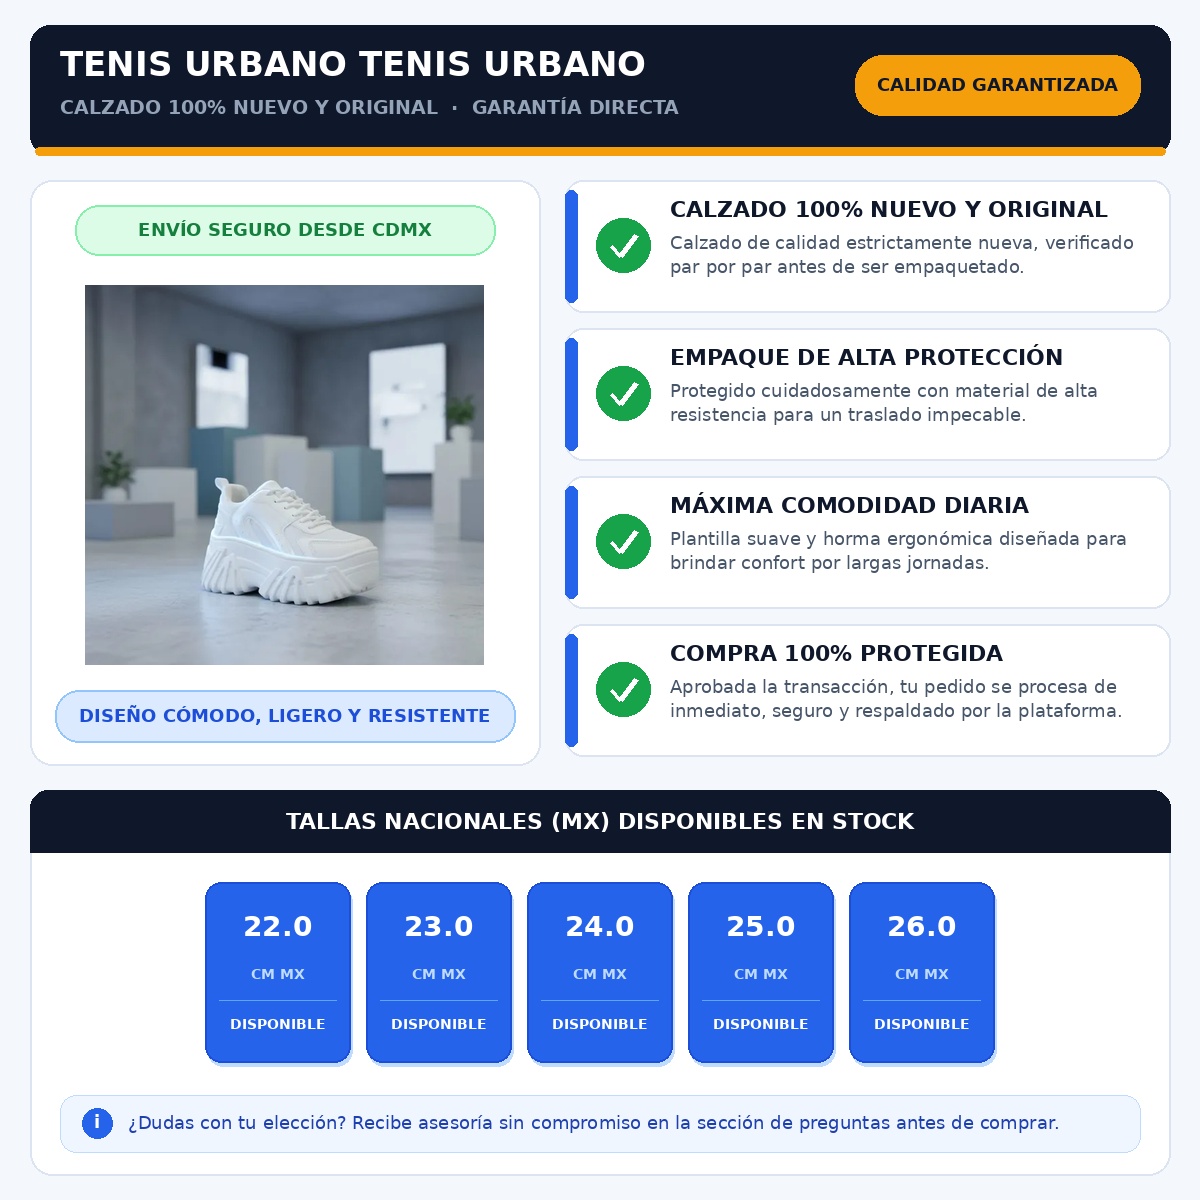 TENIS URBANO TENIS URBANO
CALZADO 100% NUEVO Y ORIGINAL · GARANTÍA DIRECTA
CALIDAD GARANTIZADA
ENVÍO SEGURO DESDE CDMX
DISEÑO CÓMODO, LIGERO Y RESISTENTE
CALZADO 100% NUEVO Y ORIGINAL
Calzado de calidad estrictamente nueva, verificado
par por par antes de ser empaquetado.
EMPAQUE DE ALTA PROTECCIÓN
Protegido cuidadosamente con material de alta
resistencia para un traslado impecable.
MÁXIMA COMODIDAD DIARIA
Plantilla suave y horma ergonómica diseñada para
brindar confort por largas jornadas.
COMPRA 100% PROTEGIDA
Aprobada la transacción, tu pedido se procesa de
inmediato, seguro y respaldado por la plataforma.
TALLAS NACIONALES (MX) DISPONIBLES EN STOCK
22.0
CM MX
DISPONIBLE
23.0
CM MX
DISPONIBLE
24.0
CM MX
DISPONIBLE
25.0
CM MX
DISPONIBLE
26.0
CM MX
DISPONIBLE
i ¿Dudas con tu elección? Recibe asesoría sin compromiso en la sección de preguntas antes de comprar.